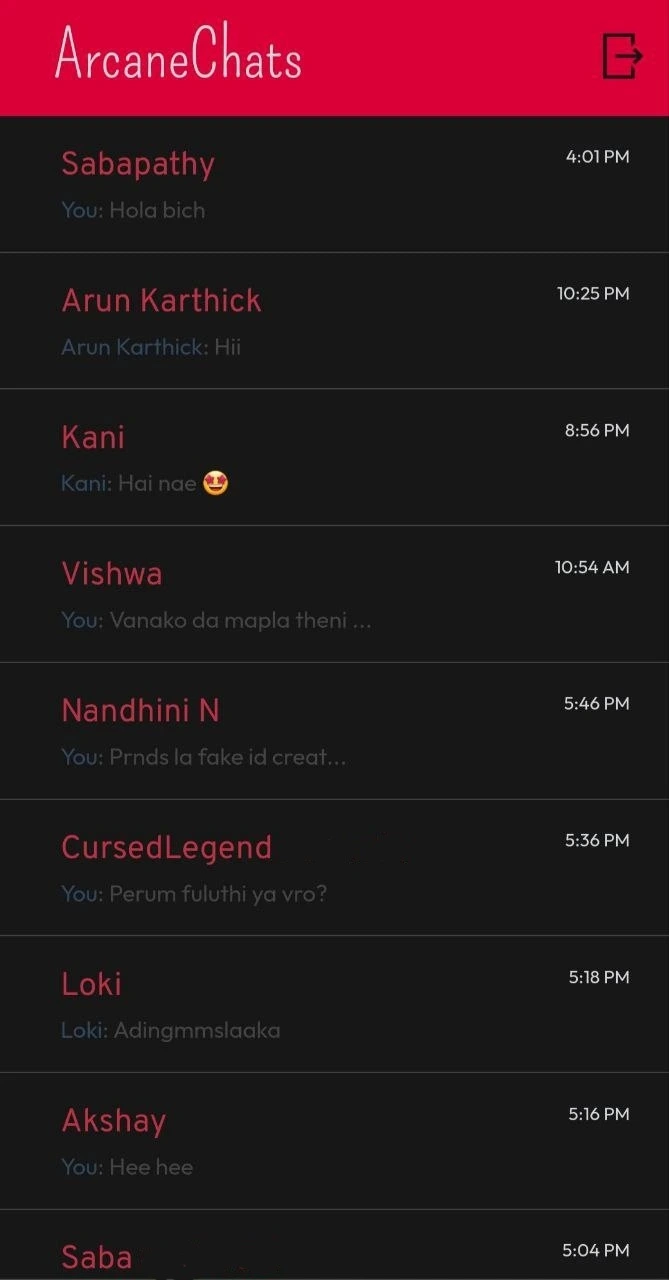 ArcaneChats
Sabapathy 4:01 PM
You: Hola bich
Arun Karthick 10:25 PM
Arun Karthick: Hii
Kani 8:56 PM
Kani: Hai nae 🤩
Vishwa 10:54 AM
You: Vanako da mapla theni ...
Nandhini N 5:46 PM
You: Prnds la fake id creat...
CursedLegend 5:36 PM
You: Perum fuluthi ya vro?
Loki 5:18 PM
Loki: Adingmmslaaka
Akshay 5:16 PM
You: Hee hee
Saba 5:04 PM